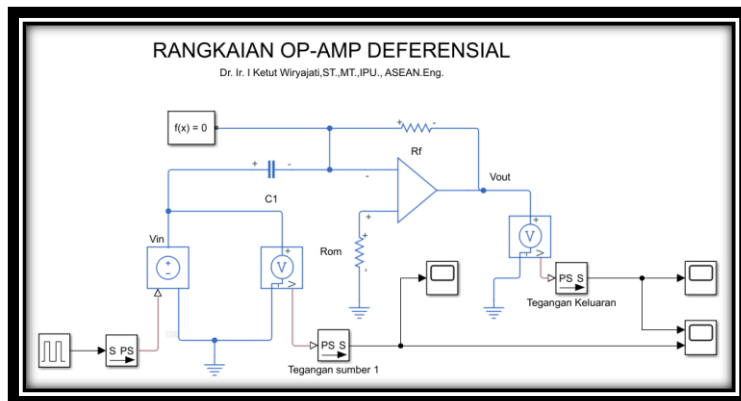 RANGKAIAN OP-AMP DEFERENSIAL
Dr. Ir. I Ketut Wiryajati,ST.,MT.,IPU., ASEAN.Eng.
f(x) = 0
+ -
Rf
+ -
-
C1
Vout
+
Vin
Rom
+
-
+
-
+
V
V
+
V
V
PS S
Tegangan Keluaran
S PS
PS S
Tegangan sumber 1